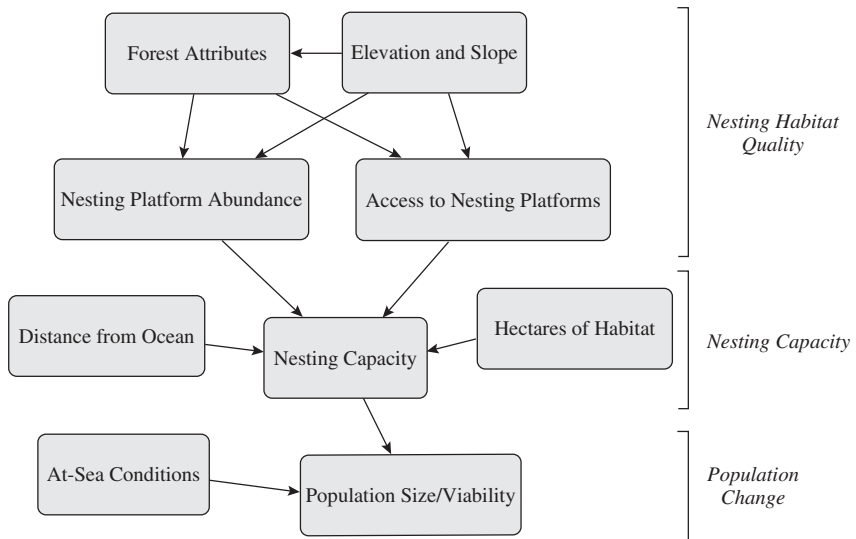 Forest Attributes
Elevation and Slope
Nesting Habitat
Quality
Nesting Platform Abundance
Access to Nesting Platforms
Distance from Ocean
Hectares of Habitat
Nesting Capacity
Nesting Capacity
At-Sea Conditions
Population Size/Viability
Population
Change